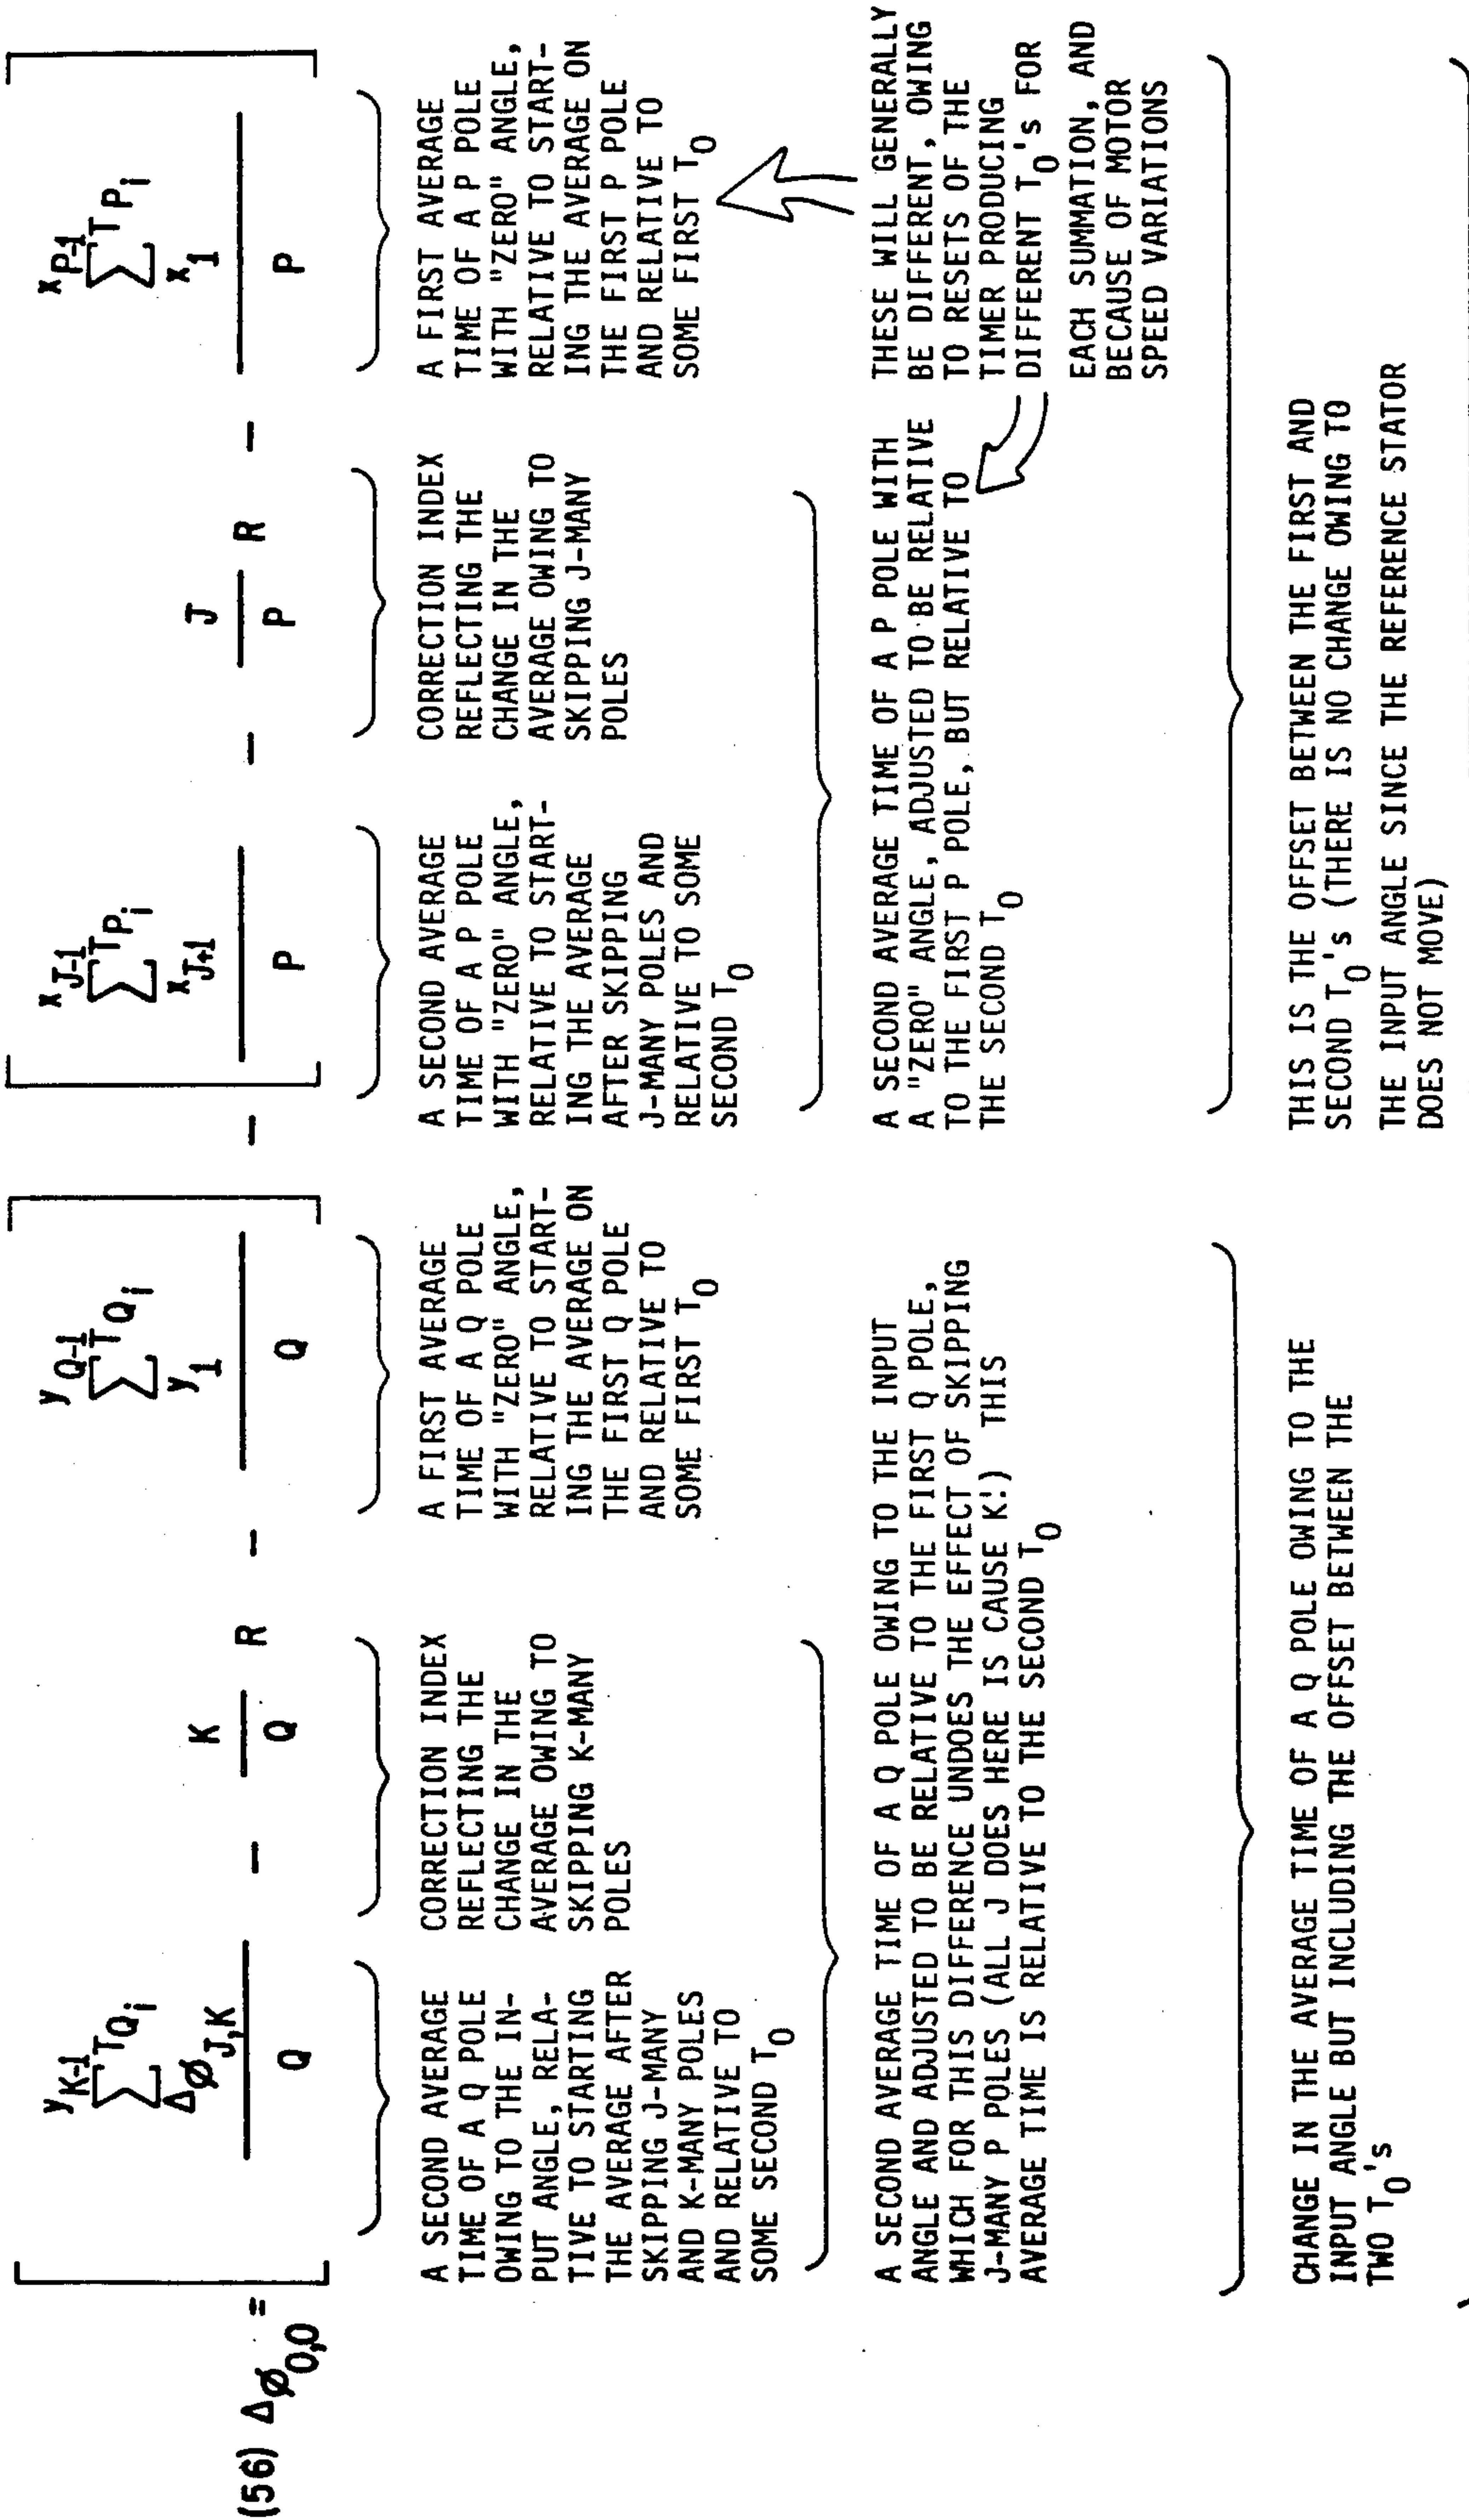 (56) Δø0,0 = [ yK-1 ∑ TQi ΔøJ,K / Q - K/Q R - yQ-1 ∑ TQi y1 / Q ] - [ xJ-1 ∑ TPi xJ+1 / P - J/P R - xP-1 ∑ TPi x1 / P ]
A SECOND AVERAGE
TIME OF A Q POLE
OWING TO THE IN-
PUT ANGLE, RELA-
TIVE TO STARTING
THE AVERAGE AFTER
SKIPPING J-MANY
AND K-MANY POLES
AND RELATIVE TO
SOME SECOND T0
CORRECTION INDEX
REFLECTING THE
CHANGE IN THE
AVERAGE OWING TO
SKIPPING K-MANY
POLES
A FIRST AVERAGE
TIME OF A Q POLE
WITH "ZERO" ANGLE,
RELATIVE TO START-
ING THE AVERAGE ON
THE FIRST Q POLE
AND RELATIVE TO
SOME FIRST T0
A SECOND AVERAGE
TIME OF A P POLE
WITH "ZERO" ANGLE,
RELATIVE TO START-
ING THE AVERAGE
AFTER SKIPPING
J-MANY POLES AND
RELATIVE TO SOME
SECOND T0
CORRECTION INDEX
REFLECTING THE
CHANGE IN THE
AVERAGE OWING TO
SKIPPING J-MANY
POLES
A FIRST AVERAGE
TIME OF A P POLE
WITH "ZERO" ANGLE,
RELATIVE TO START-
ING THE AVERAGE ON
THE FIRST P POLE
AND RELATIVE TO
SOME FIRST T0
A SECOND AVERAGE TIME OF A Q POLE OWING TO THE INPUT
ANGLE AND ADJUSTED TO BE RELATIVE TO THE FIRST Q POLE,
WHICH FOR THIS DIFFERENCE UNDOES THE EFFECT OF SKIPPING
J-MANY P POLES (ALL J DOES HERE IS CAUSE K!) THIS
AVERAGE TIME IS RELATIVE TO THE SECOND T0
A SECOND AVERAGE TIME OF A P POLE WITH
A "ZERO" ANGLE, ADJUSTED TO BE RELATIVE
TO THE FIRST P POLE, BUT RELATIVE TO
THE SECOND T0
THESE WILL GENERALLY
BE DIFFERENT, OWING
TO RESETS OF THE
TIMER PRODUCING
DIFFERENT T0's FOR
EACH SUMMATION, AND
BECAUSE OF MOTOR
SPEED VARIATIONS
CHANGE IN THE AVERAGE TIME OF A Q POLE OWING TO THE
INPUT ANGLE BUT INCLUDING THE OFFSET BETWEEN THE
TWO T0's
THIS IS THE OFFSET BETWEEN THE FIRST AND
SECOND T0's (THERE IS NO CHANGE OWING TO
THE INPUT ANGLE SINCE THE REFERENCE STATOR
DOES NOT MOVE)